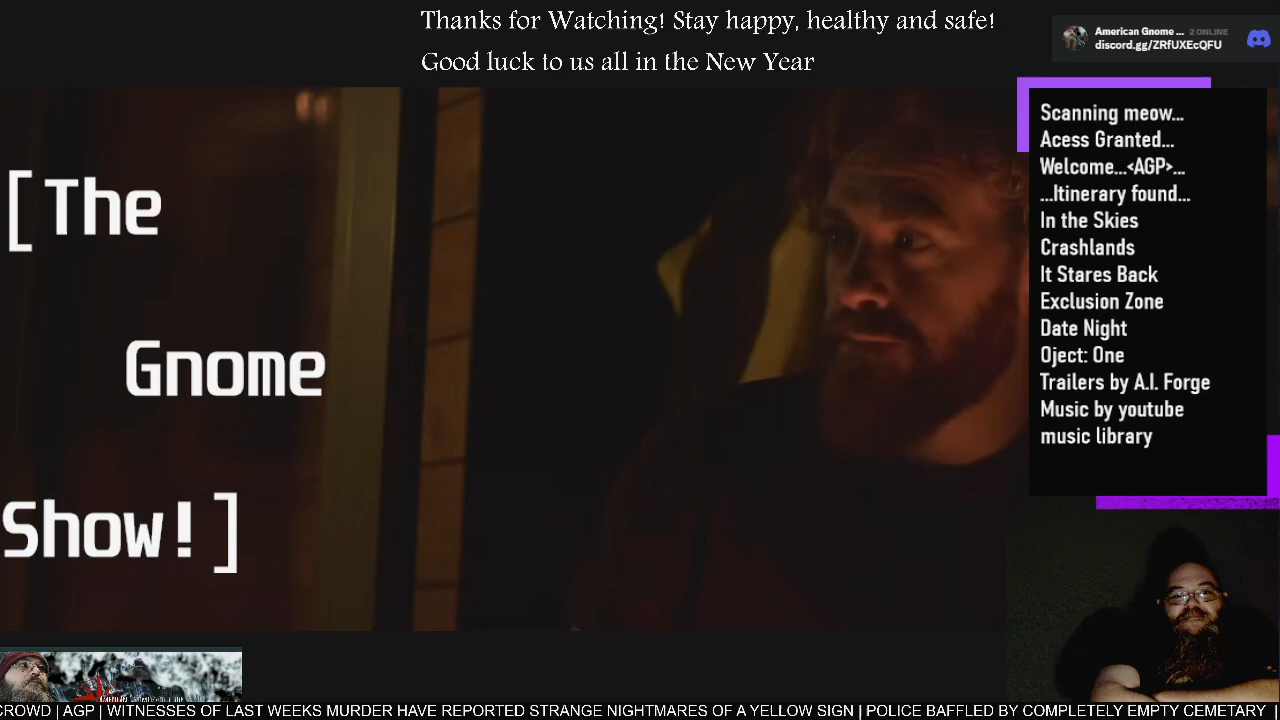 Thanks for Watching! Stay happy, healthy and safe!
Good luck to us all in the New Year
American Gnome ... 2 ONLINE
discord.gg/ZRfUXEcQFU
[The
Gnome
Show!]
Scanning meow...
Acess Granted...
Welcome...<AGP>...
...Itinerary found...
In the Skies
Crashlands
It Stares Back
Exclusion Zone
Date Night
Oject: One
Trailers by A.I. Forge
Music by youtube
music library
CROWD | AGP | WITNESSES OF LAST WEEKS MURDER HAVE REPORTED STRANGE NIGHTMARES OF A YELLOW SIGN | POLICE BAFFLED BY COMPLETELY EMPTY CEMETARY |